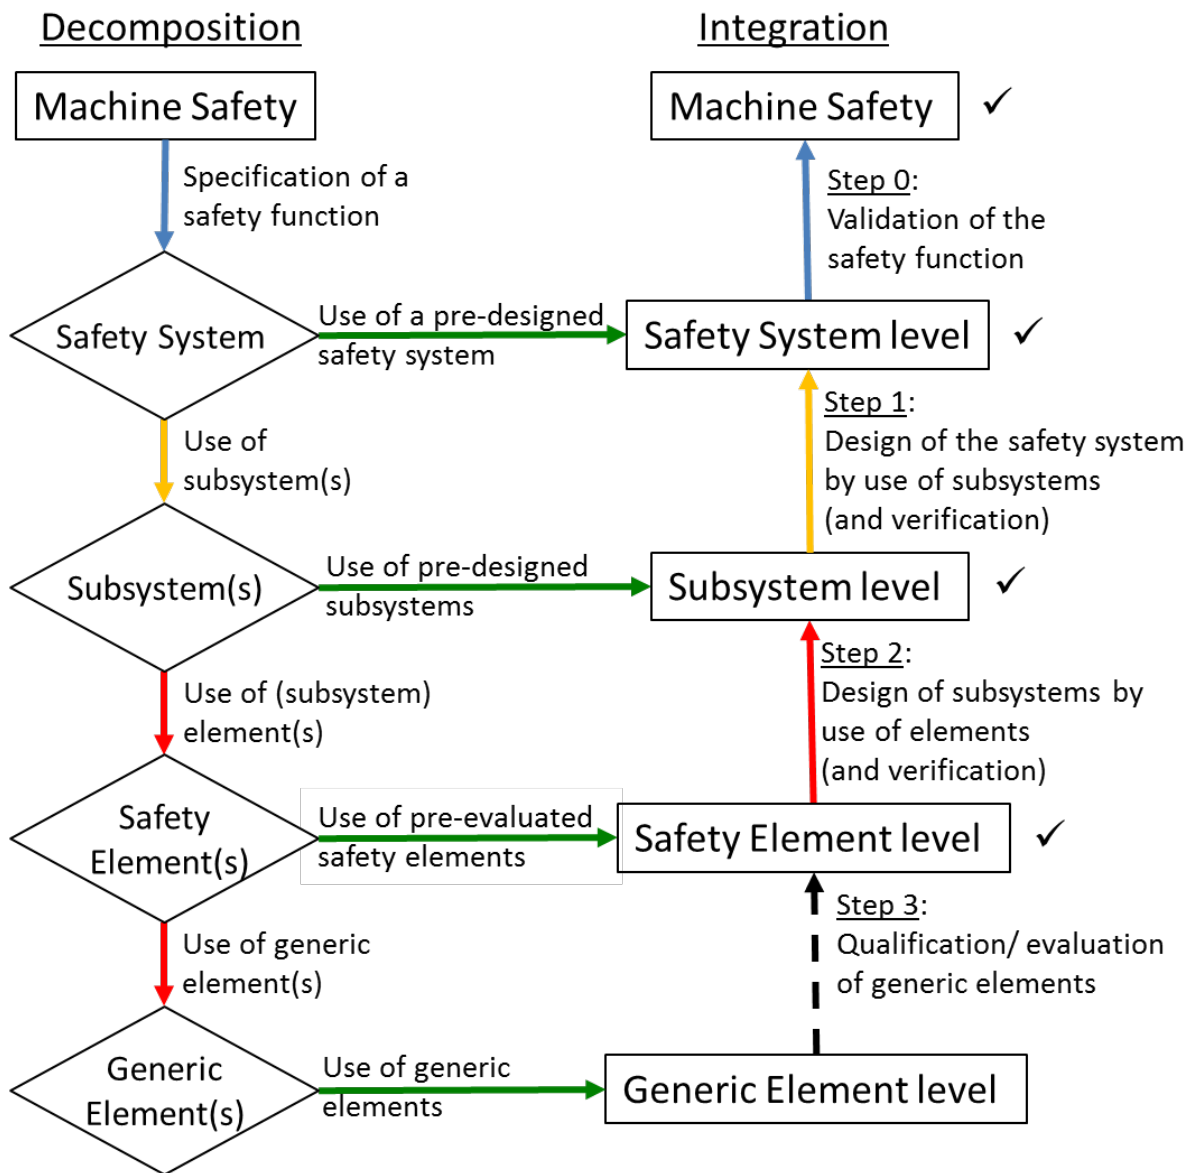 Decomposition
Integration
Machine Safety
Machine Safety ✓
Specification of a
safety function
Step 0:
Validation of the
safety function
Safety System
Use of a pre-designed
safety system
Safety System level ✓
Use of
subsystem(s)
Step 1:
Design of the safety system
by use of subsystems
(and verification)
Subsystem(s)
Use of pre-designed
subsystems
Subsystem level ✓
Use of (subsystem)
element(s)
Step 2:
Design of subsystems by
use of elements
(and verification)
Safety
Element(s)
Use of pre-evaluated
safety elements
Safety Element level ✓
Use of generic
element(s)
Step 3:
Qualification/ evaluation
of generic elements
Generic
Element(s)
Use of generic
elements
Generic Element level